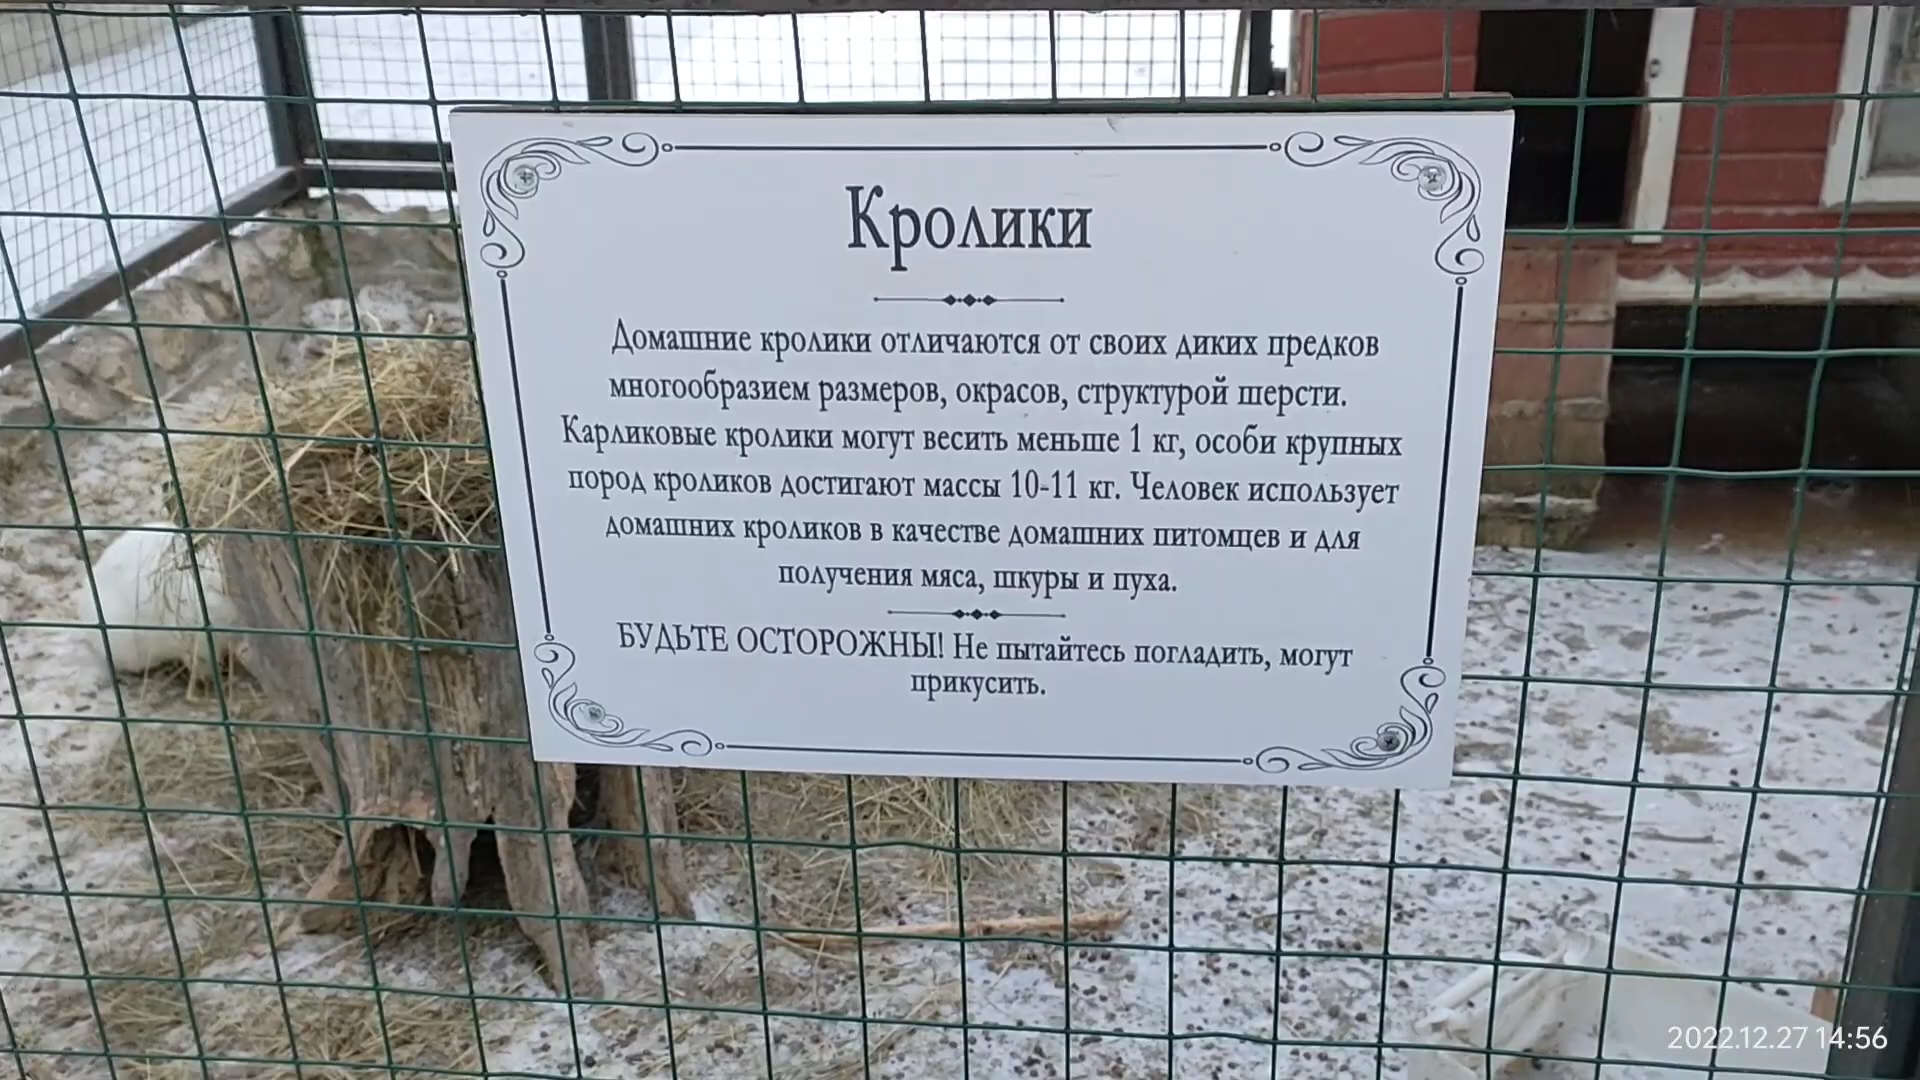 Кролики
Домашние кролики отличаются от своих диких предков
многообразием размеров, окрасов, структурой шерсти.
Карликовые кролики могут весить меньше 1 кг, особи крупных
пород кроликов достигают массы 10-11 кг. Человек использует
домашних кроликов в качестве домашних питомцев и для
получения мяса, шкуры и пуха.
БУДЬТЕ ОСТОРОЖНЫ! Не пытайтесь погладить, могут
прикусить.
2022.12.27 14:56